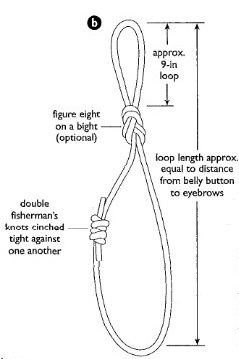 b
approx.
9-in
loop
figure eight
on a bight
(optional)
loop length approx.
equal to distance
from belly button
to eyebrows
double
fisherman's
knots cinched
tight against
one another